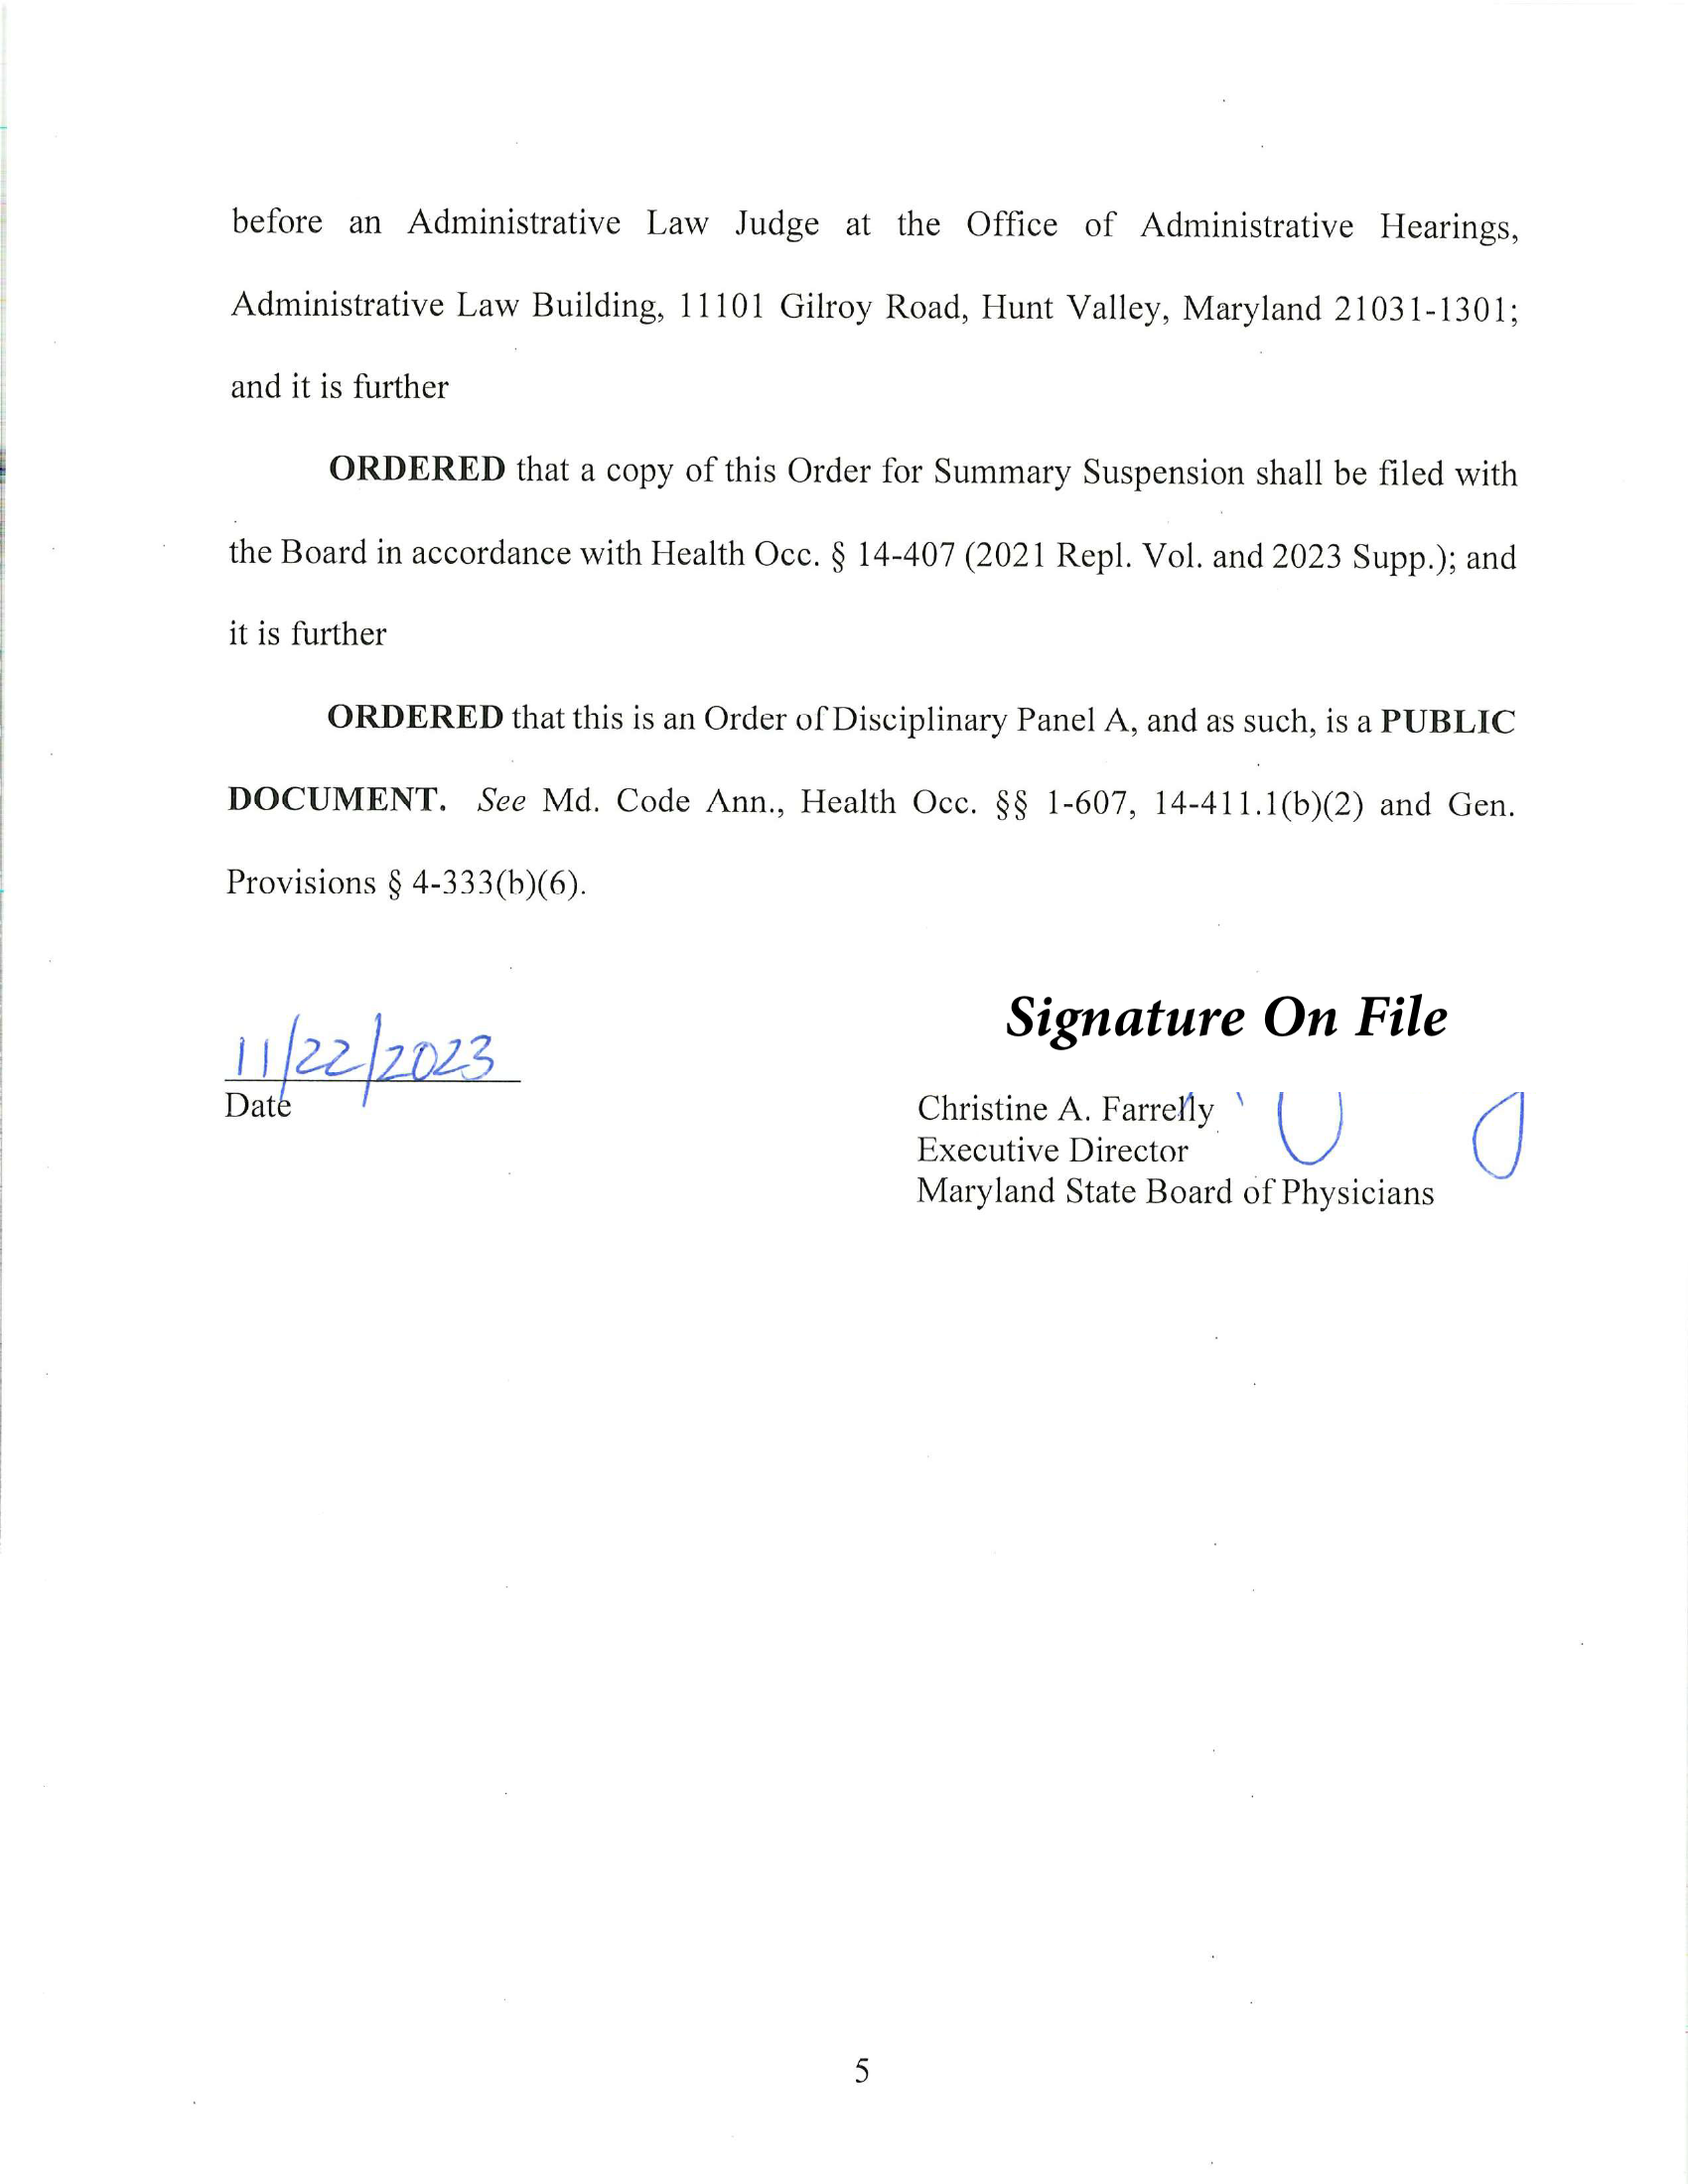 before an Administrative Law Judge at the Office of Administrative Hearings,
Administrative Law Building, 11101 Gilroy Road, Hunt Valley, Maryland 21031-1301;
and it is further
ORDERED that a copy of this Order for Summary Suspension shall be filed with
the Board in accordance with Health Occ. § 14-407 (2021 Repl. Vol. and 2023 Supp.); and
it is further
ORDERED that this is an Order of Disciplinary Panel A, and as such, is a PUBLIC
DOCUMENT. See Md. Code Ann., Health Occ. §§ 1-607, 14-411.1(b)(2) and Gen.
Provisions § 4-333(b)(6).
11/22/2023
Date
Signature On File
Christine A. Farrelly
Executive Director
Maryland State Board of Physicians
5